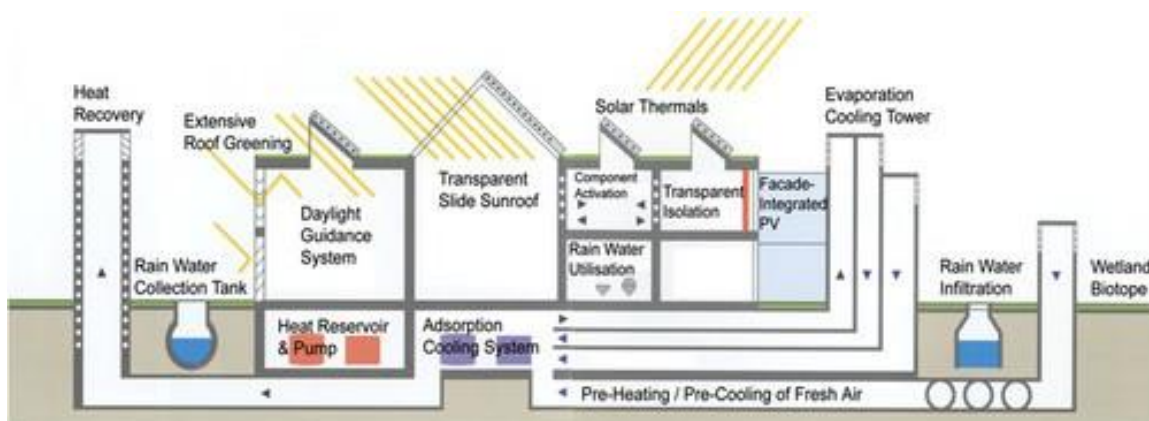 Heat
Recovery
Extensive
Roof Greening
Solar Thermals
Evaporation
Cooling Tower
Daylight
Guidance
System
Transparent
Slide Sunroof
Component
Activation
Transparent
Isolation
Facade-
Integrated
PV
Rain Water
Collection Tank
Rain Water
Utilisation
Rain Water
Infiltration
Wetland
Biotope
Heat Reservoir
& Pump
Adsorption
Cooling System
Pre-Heating / Pre-Cooling of Fresh Air